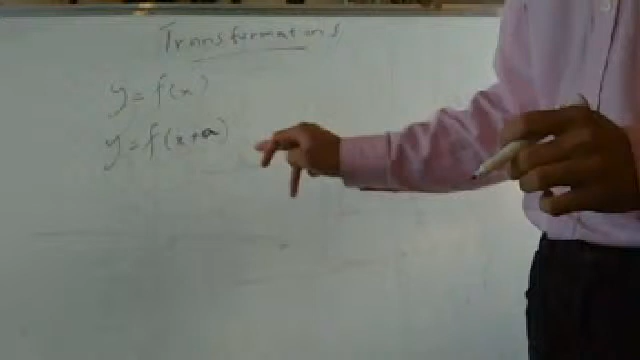 Transformations
y = f(x)
y = f(x+a)